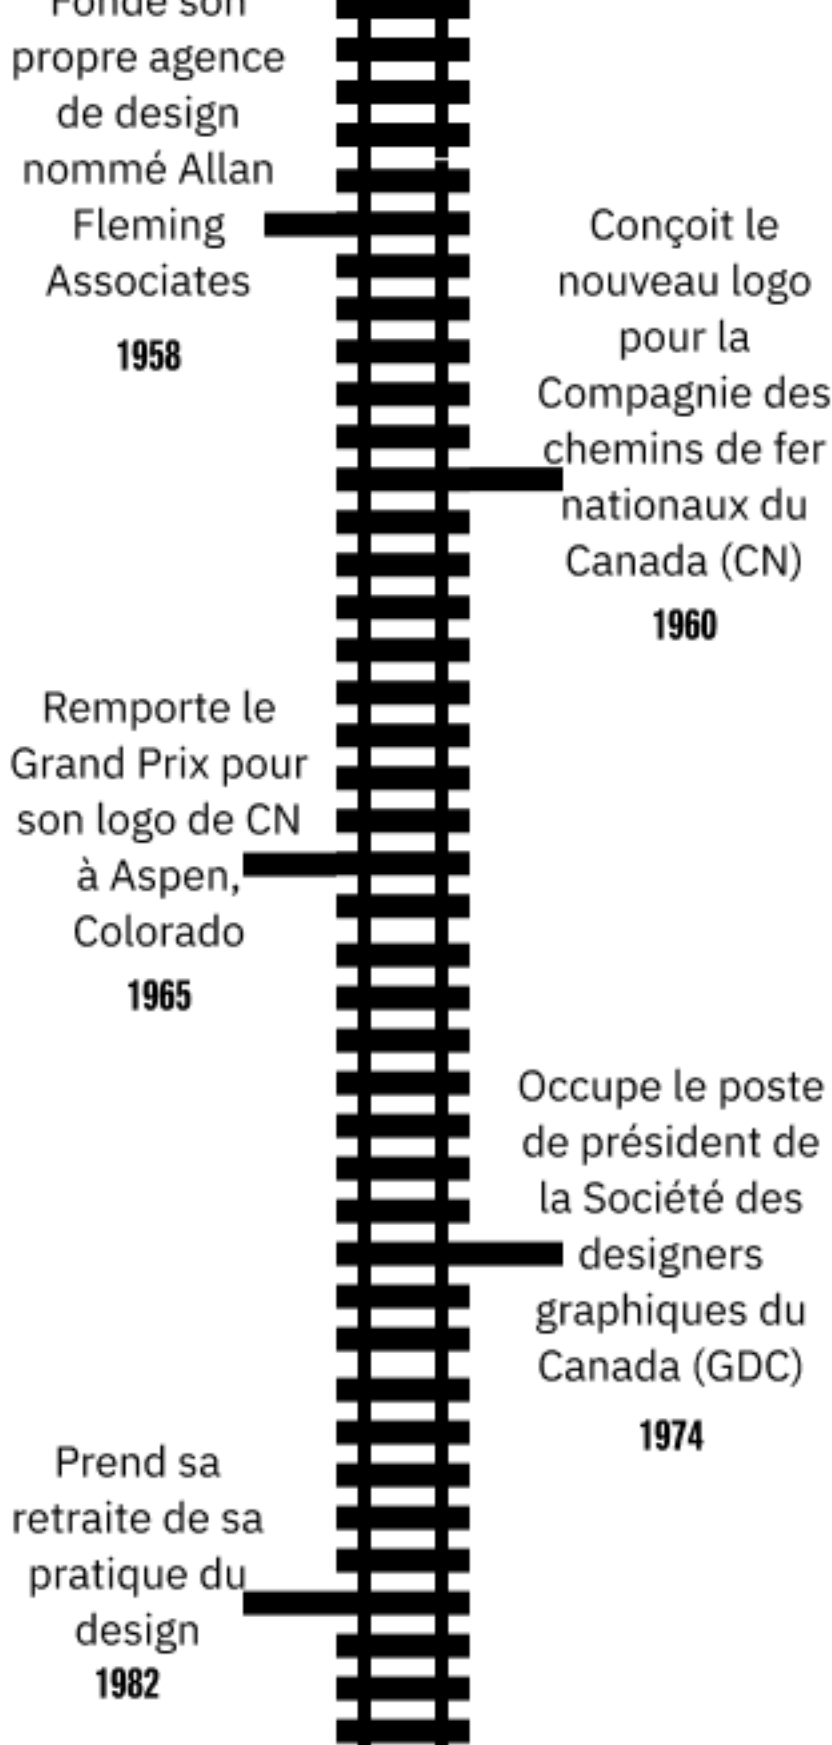 Fonde son
propre agence
de design
nommé Allan
Fleming
Associates
1958
Conçoit le
nouveau logo
pour la
Compagnie des
chemins de fer
nationaux du
Canada (CN)
1960
Remporte le
Grand Prix pour
son logo de CN
à Aspen,
Colorado
1965
Occupe le poste
de président de
la Société des
designers
graphiques du
Canada (GDC)
1974
Prend sa
retraite de sa
pratique du
design
1982